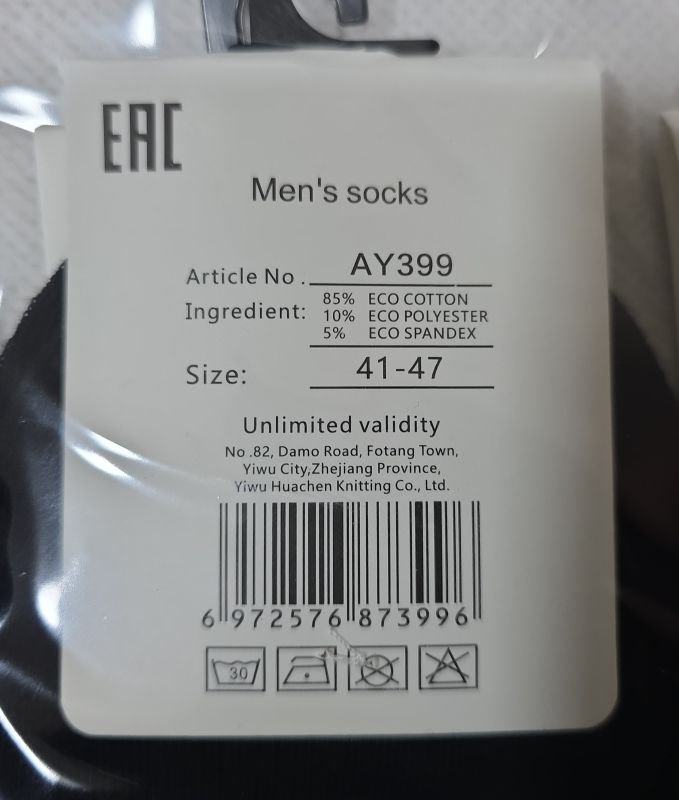 EAC
Men's socks
Article No. AY399
Ingredient: 85% ECO COTTON
10% ECO POLYESTER
5% ECO SPANDEX
Size: 41-47
Unlimited validity
No.82, Damo Road, Fotang Town,
Yiwu City,Zhejiang Province,
Yiwu Huachen Knitting Co., Ltd.
6 972576 873996
30